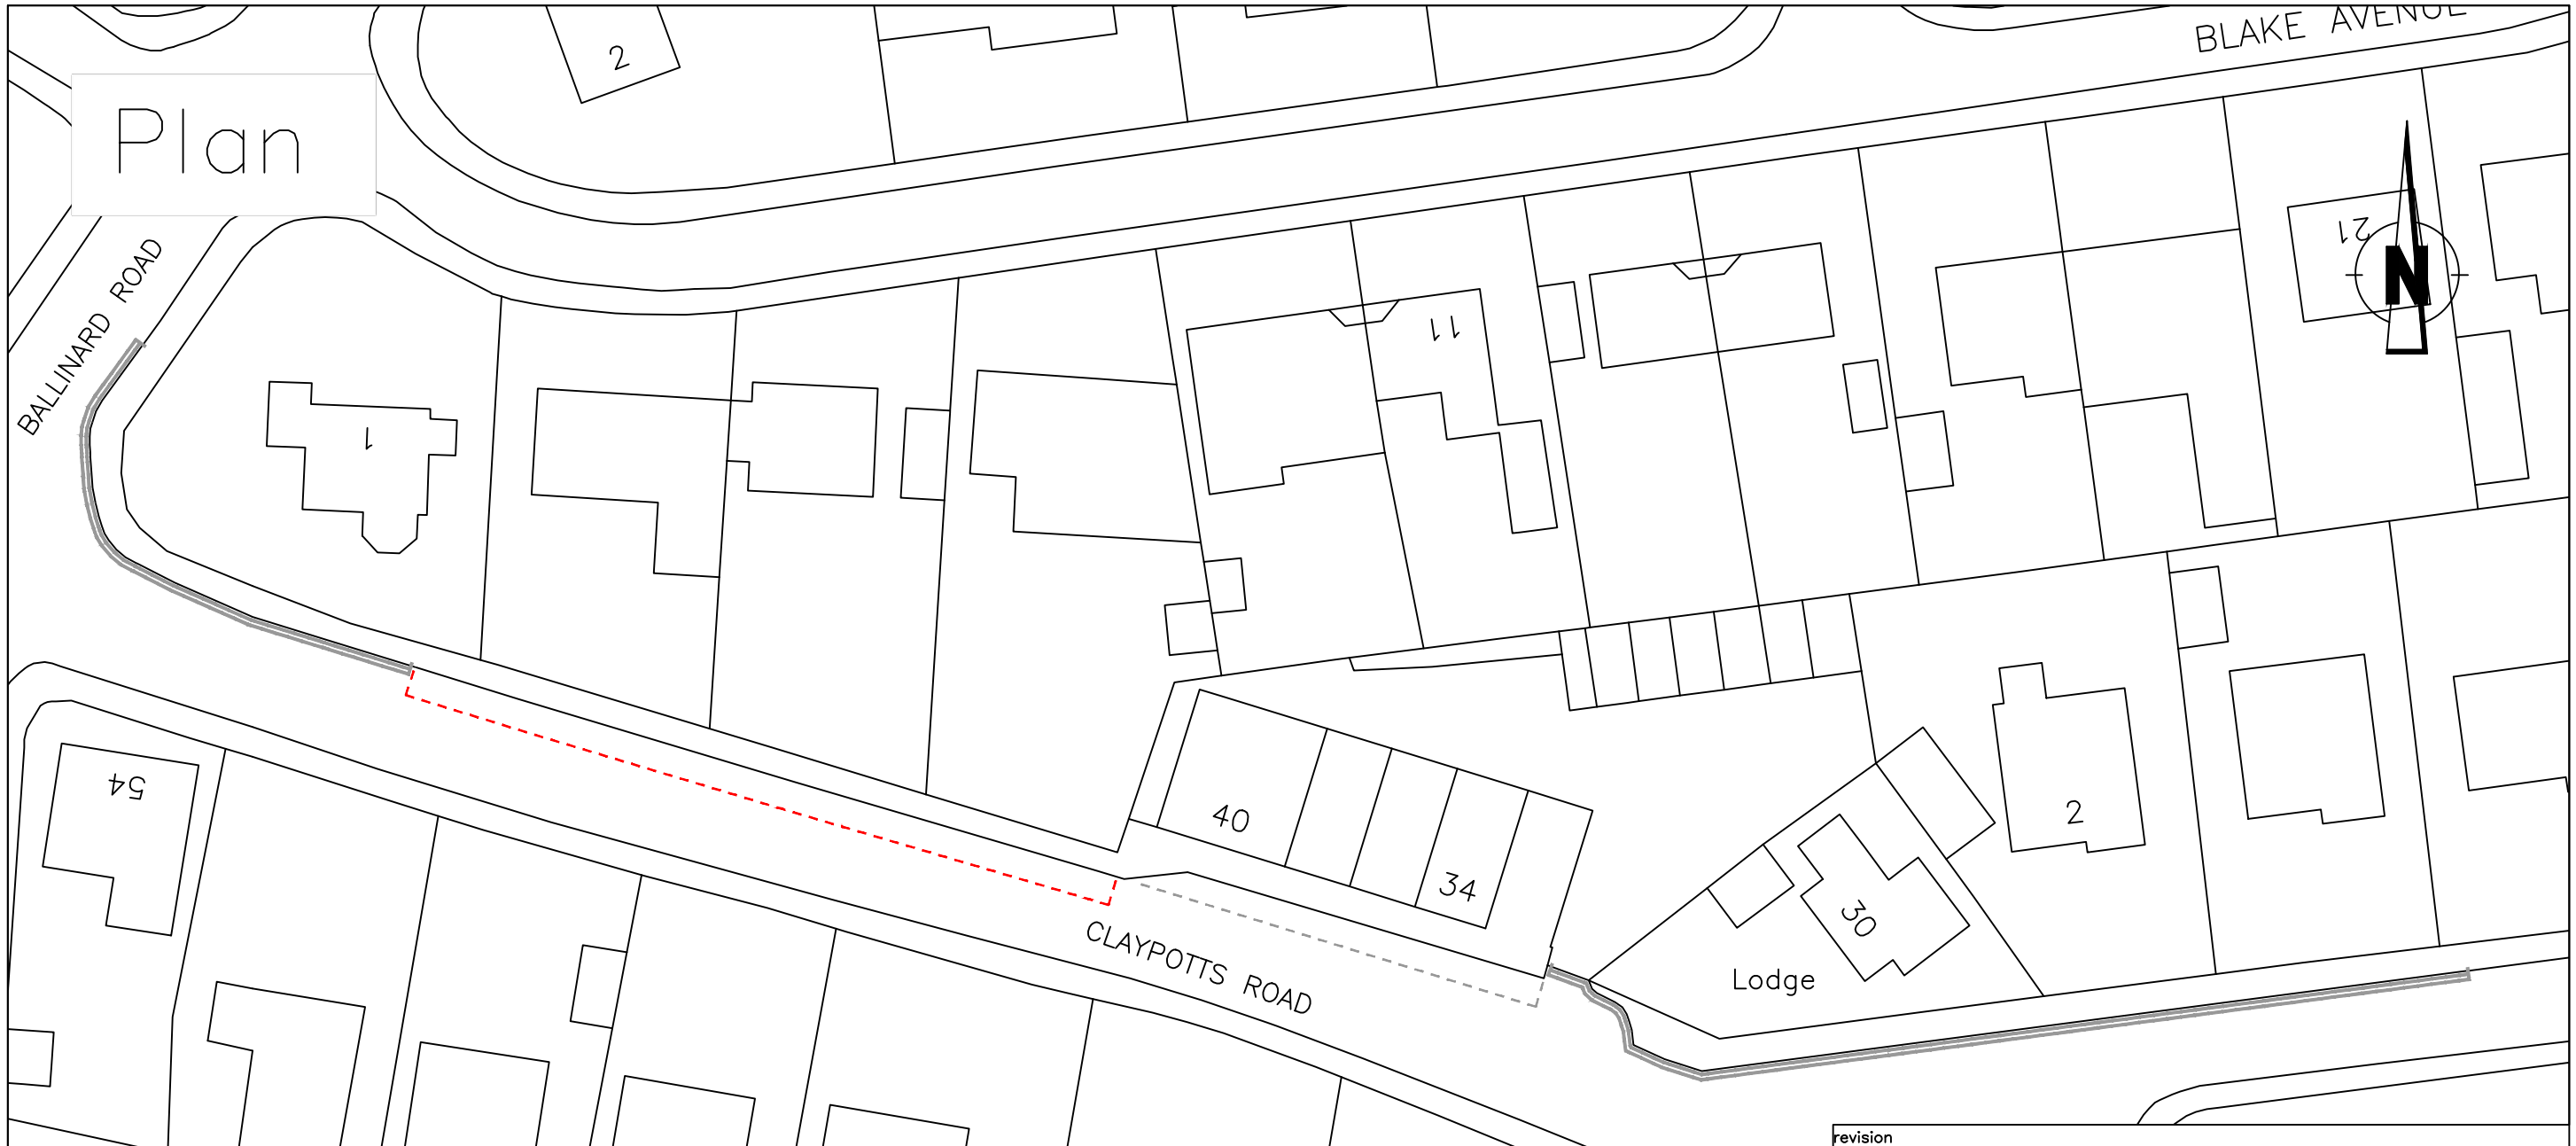 BLAKE AVENUE
2
Plan
21
BALLINARD ROAD
N
11
1
54
40
2
34
30
CLAYPOTTS ROAD
Lodge
revision